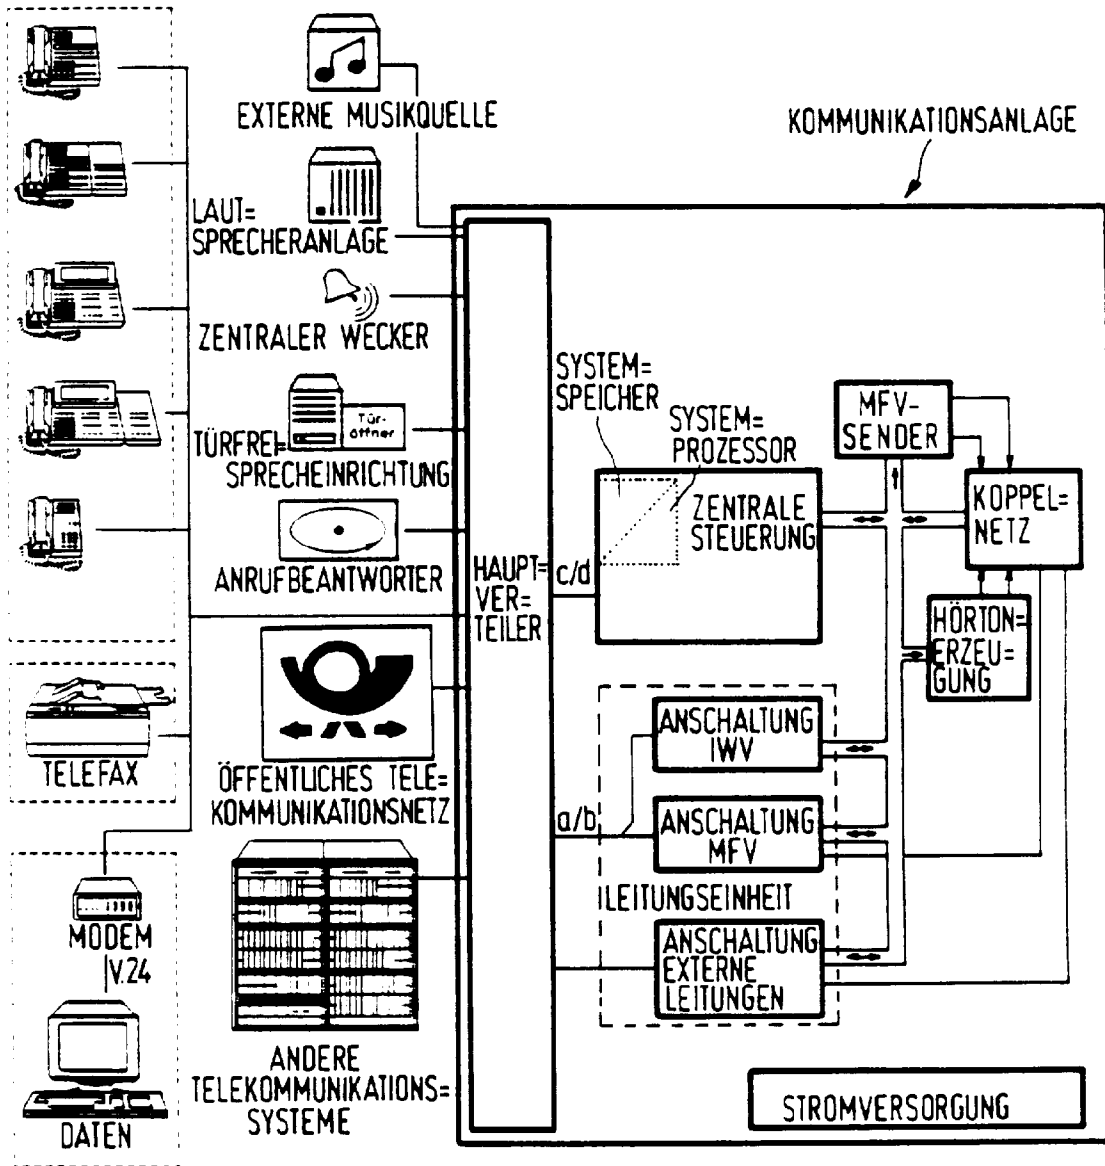 EXTERNE MUSIKQUELLE
KOMMUNIKATIONSANLAGE
LAUT=
SPRECHERANLAGE
ZENTRALER WECKER
Tür-
öffner
TÜRFREI=
SPRECHEINRICHTUNG
ANRUFBEANTWORTER
ÖFFENTLICHES TELE=
KOMMUNIKATIONSNETZ
ANDERE
TELEKOMMUNIKATIONS=
SYSTEME
TELEFAX
MODEM
V.24
DATEN
HAUPT=
VER=
TEILER
c/d
a/b
SYSTEM=
SPEICHER
SYSTEM=
PROZESSOR
ZENTRALE
STEUERUNG
MFV-
SENDER
KOPPEL=
NETZ
HÖRTON=
ERZEU=
GUNG
ANSCHALTUNG
IWV
ANSCHALTUNG
MFV
LEITUNGSEINHEIT
ANSCHALTUNG
EXTERNE
LEITUNGEN
STROMVERSORGUNG